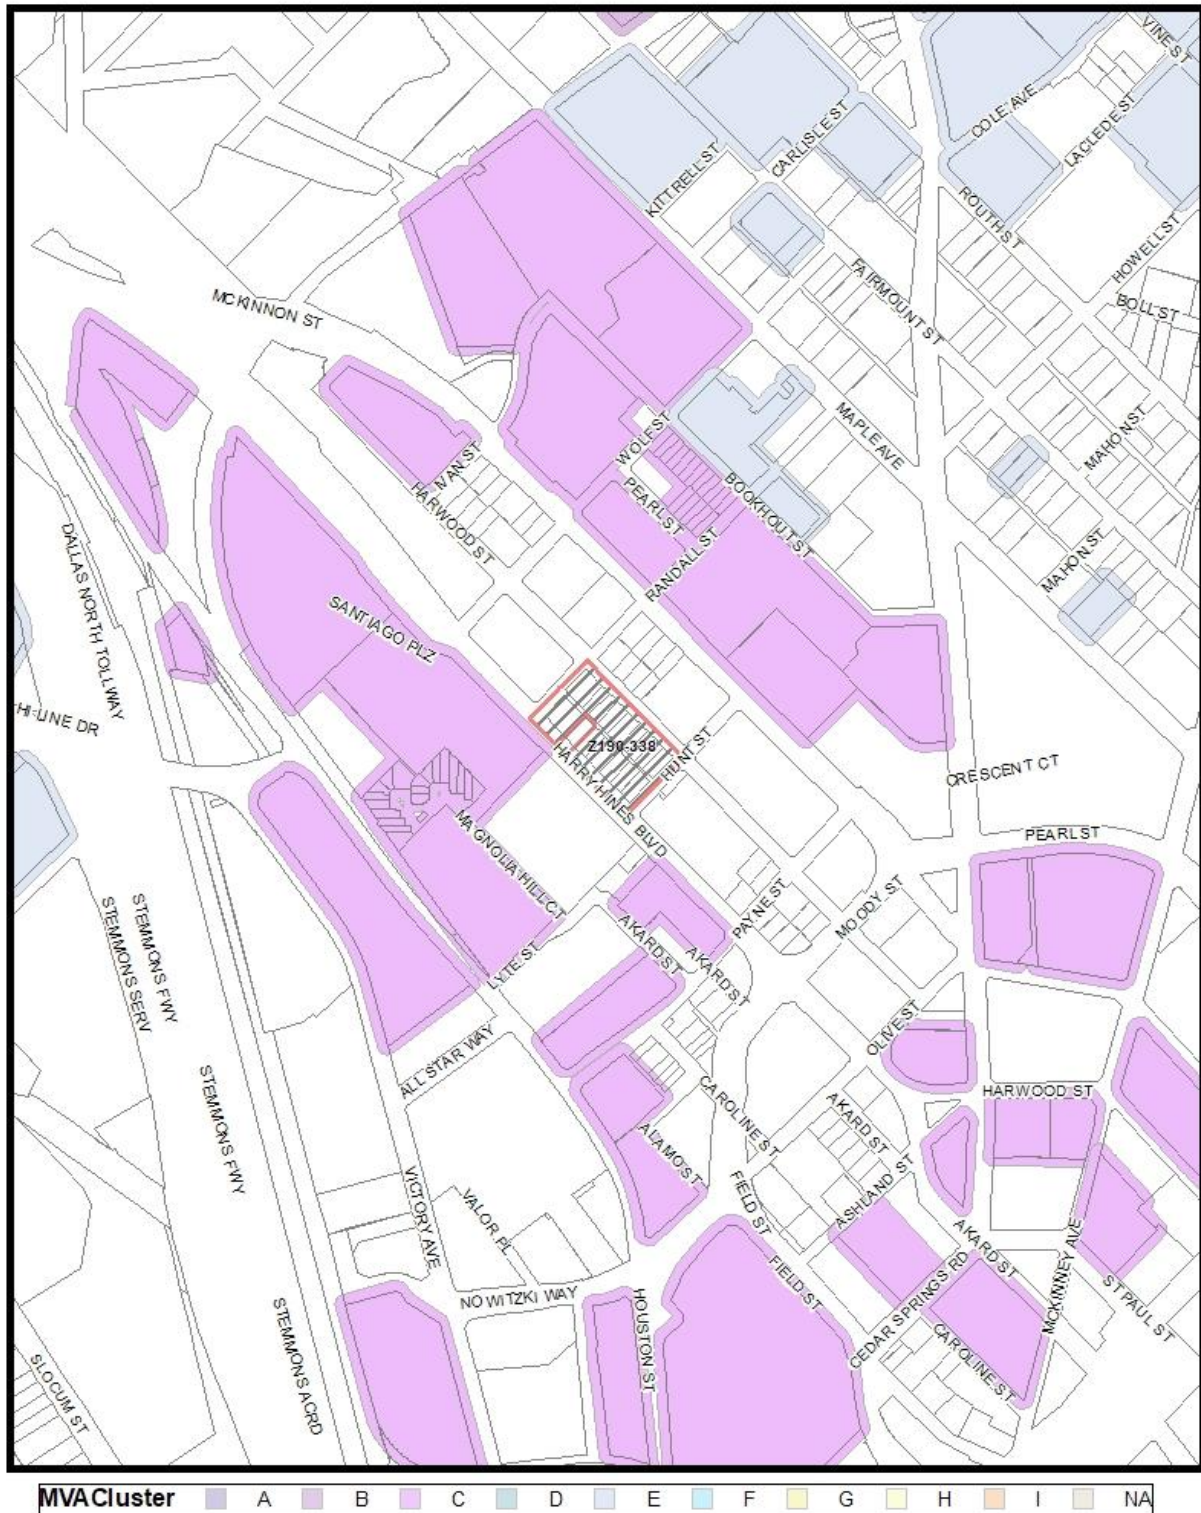 VINE ST
COLE AVE
CARLISLE ST
LACLEDE ST
KITTRELL ST
ROUTH ST
HOWELL ST
FAIRMOUNT ST
BOLL ST
MCKINNON ST
MAPLE AVE
MAHON ST
WOLF ST
IVAN ST
BOOKHOUT ST
PEARL ST
HARWOOD ST
RANDALL ST
MAHON ST
DALLAS NORTH TOLLWAY
SANTIAGO PLZ
HI LINE DR
Z190-338
HUNT ST
CRESCENT CT
HARRY HINES BLVD
PEARL ST
MAGNOLIA HILL CT
PAYNE ST
MOODY ST
STEMMONS FWY
STEMMONS SERV
AKARD ST
AKARD ST
LYTE ST
OLIVE ST
ALL STAR WAY
STEMMONS FWY
CAROLINE ST
HARWOOD ST
AKARD ST
ALAMO ST
ASHLAND ST
VICTORY AVE
VALOR PL
FIELD ST
AKARD ST
FIELD ST
MCKINNEY AVE
ST PAUL ST
NOWITZKI WAY
HOUSTON ST
CEDAR SPRINGS RD
CAROLINE ST
STEMMONS ACRD
SLOCUM ST
MVACluster A B C D E F G H I NA